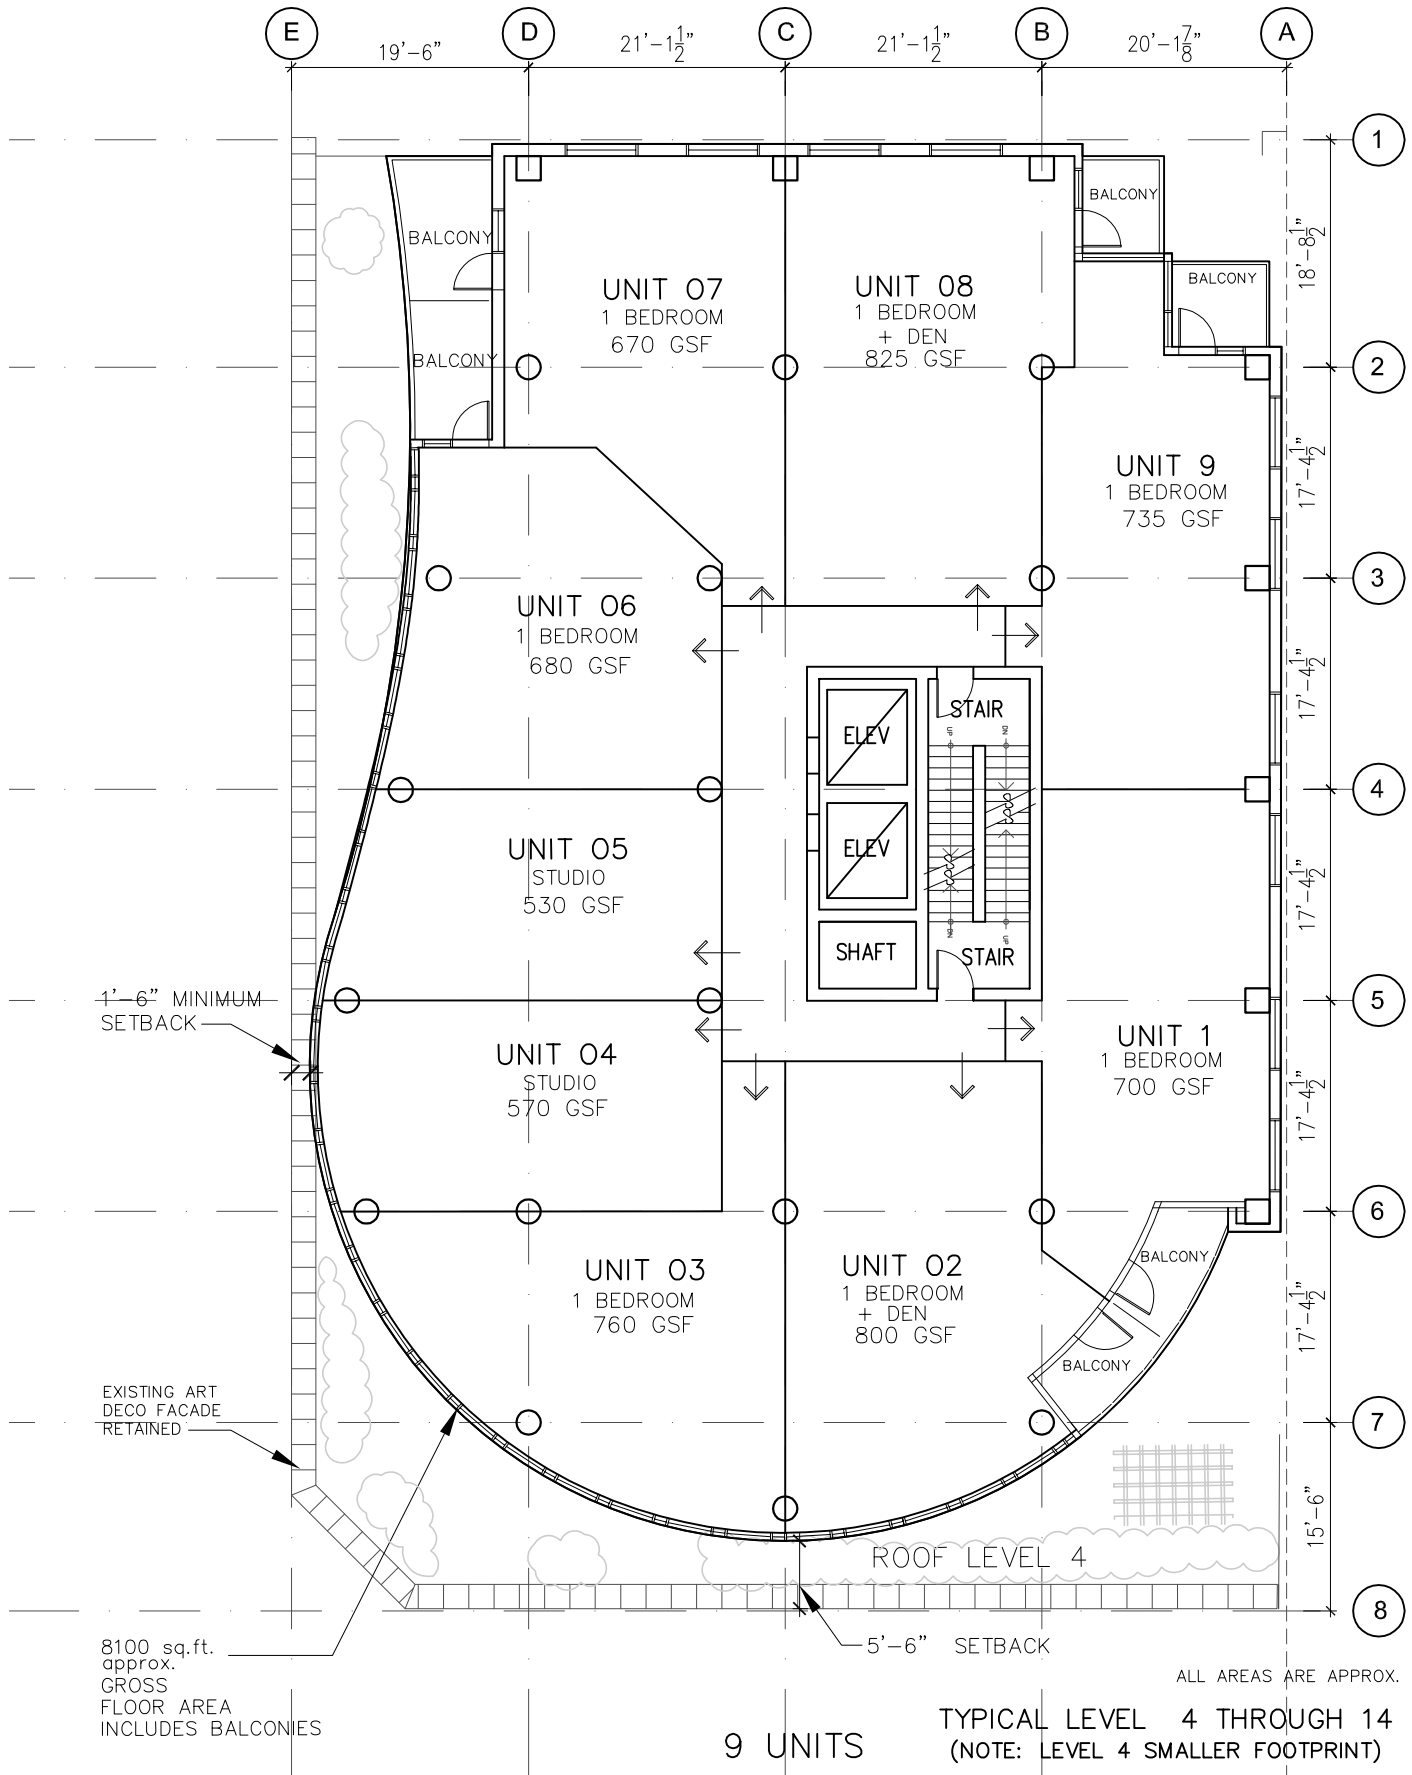 E
D
C
B
A
19'-6"
21'-1 1/2"
21'-1 1/2"
20'-1 7/8"
1
BALCONY
BALCONY
18'-8 1/2"
BALCONY
UNIT 07
1 BEDROOM
670 GSF
UNIT 08
1 BEDROOM
+ DEN
825 GSF
BALCONY
2
UNIT 9
1 BEDROOM
735 GSF
17'-4 1/2"
3
UNIT 06
1 BEDROOM
680 GSF
17'-4 1/2"
STAIR
ELEV
UP
DN
4
UNIT 05
STUDIO
530 GSF
ELEV
17'-4 1/2"
DN
UP
SHAFT
STAIR
1'-6" MINIMUM
SETBACK
5
UNIT 04
STUDIO
570 GSF
UNIT 1
1 BEDROOM
700 GSF
17'-4 1/2"
6
UNIT 03
1 BEDROOM
760 GSF
UNIT 02
1 BEDROOM
+ DEN
800 GSF
BALCONY
BALCONY
17'-4 1/2"
EXISTING ART
DECO FACADE
RETAINED
7
15'-6"
ROOF LEVEL 4
8
8100 sq.ft.
approx.
GROSS
FLOOR AREA
INCLUDES BALCONIES
5'-6" SETBACK
ALL AREAS ARE APPROX.
9 UNITS
TYPICAL LEVEL 4 THROUGH 14
(NOTE: LEVEL 4 SMALLER FOOTPRINT)